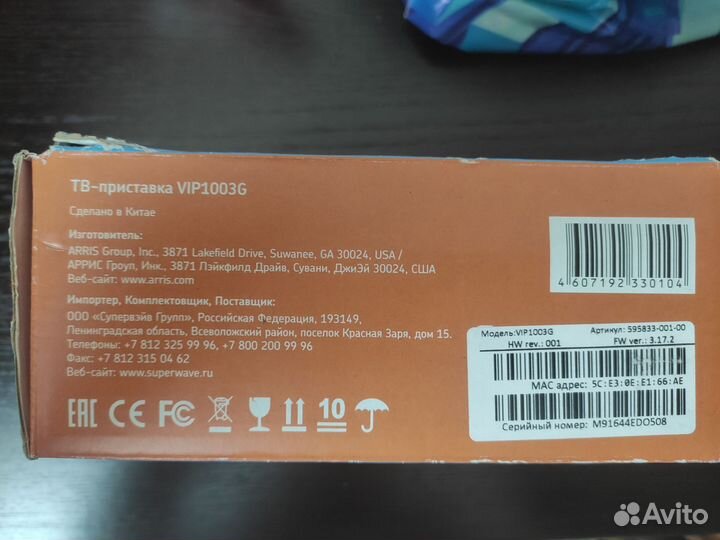 ТВ-приставка VIP1003G
Сделано в Китае
Изготовитель:
ARRIS Group, Inc., 3871 Lakefield Drive, Suwanee, GA 30024, USA /
АРРИС Гроуп, Инк., 3871 Лэйкфилд Драйв, Сувани, ДжиЭй 30024, США
Веб-сайт: www.arris.com
Импортер, Комплектовщик, Поставщик:
ООО «Супервэйв Групп», Российская Федерация, 193149,
Ленинградская область, Всеволожский район, поселок Красная Заря, дом 15.
Телефоны: +7 812 325 99 96, +7 800 200 99 96
Факс: +7 812 315 04 62
Веб-сайт: www.superwave.ru
EAC CE FC 10
4 607192 330104
Модель:VIP1003G Артикул: 595833-001-00
HW rev.: 001 FW ver.: 3.17.2
MAC адрес: 5C:E3:0E:E1:66:AE
Серийный номер: M91644EDO508
Avito